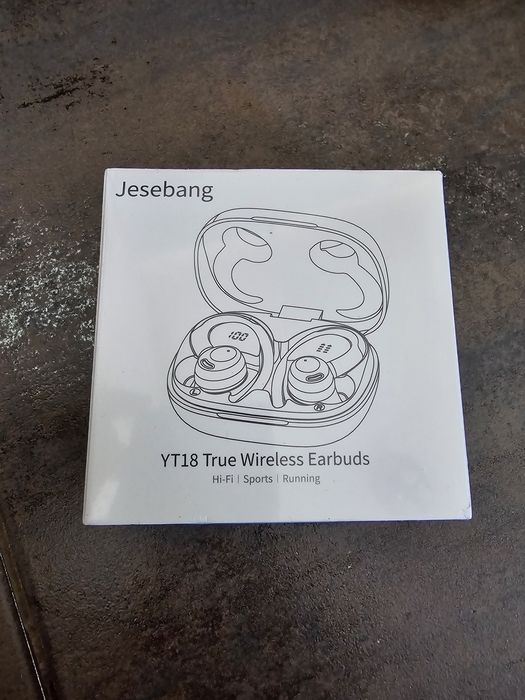 Jesebang
100
YT18 True Wireless Earbuds
Hi-Fi | Sports | Running